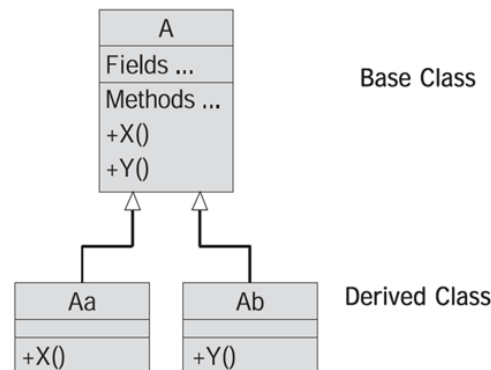 A
Fields ...
Base Class
Methods ...
+X()
+Y()
Aa
Ab
Derived Class
+X()
+Y()